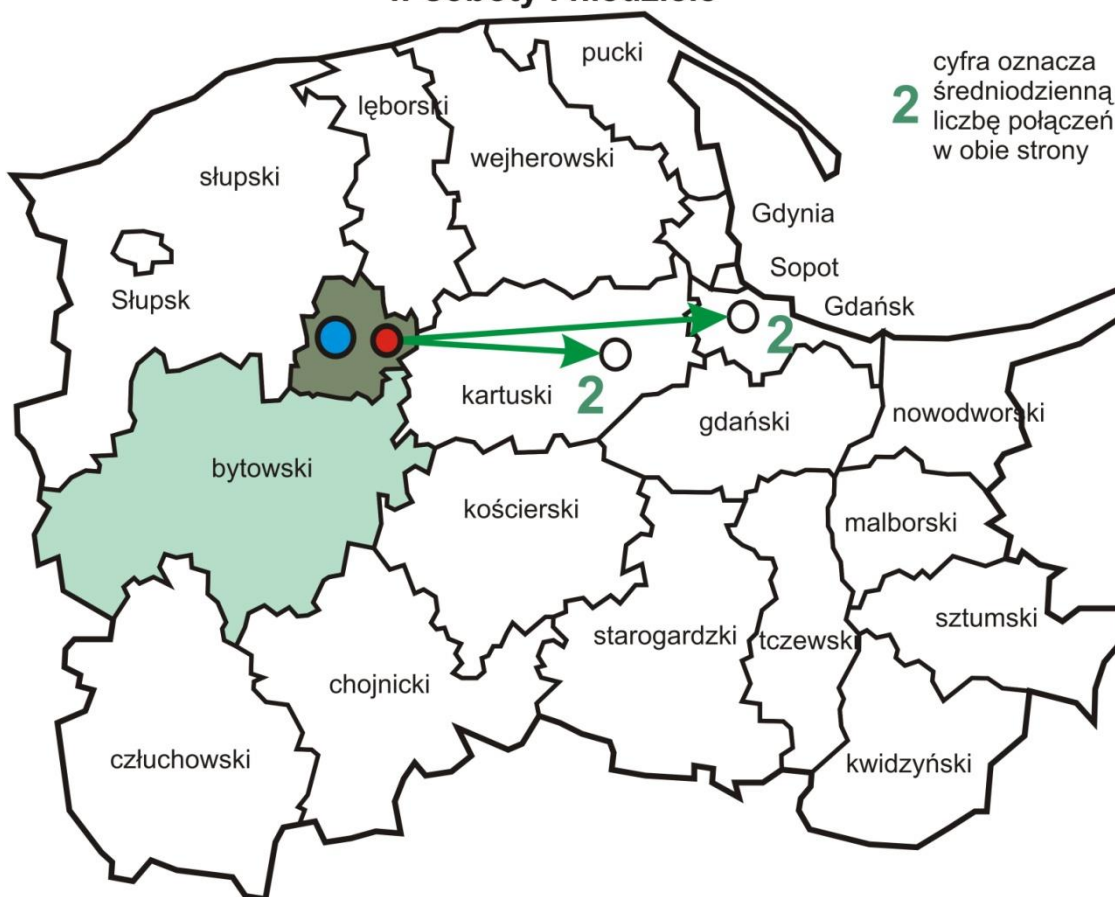 w soboty i niedziele
pucki
cyfra oznacza
2 średniodzienną
liczbę połączeń
w obie strony
lęborski
wejherowski
słupski
Gdynia
Sopot
Słupsk
Gdańsk
2
2
kartuski
gdański
nowodworski
bytowski
kościerski
malborski
sztumski
starogardzki
tczewski
chojnicki
człuchowski
kwidzyński